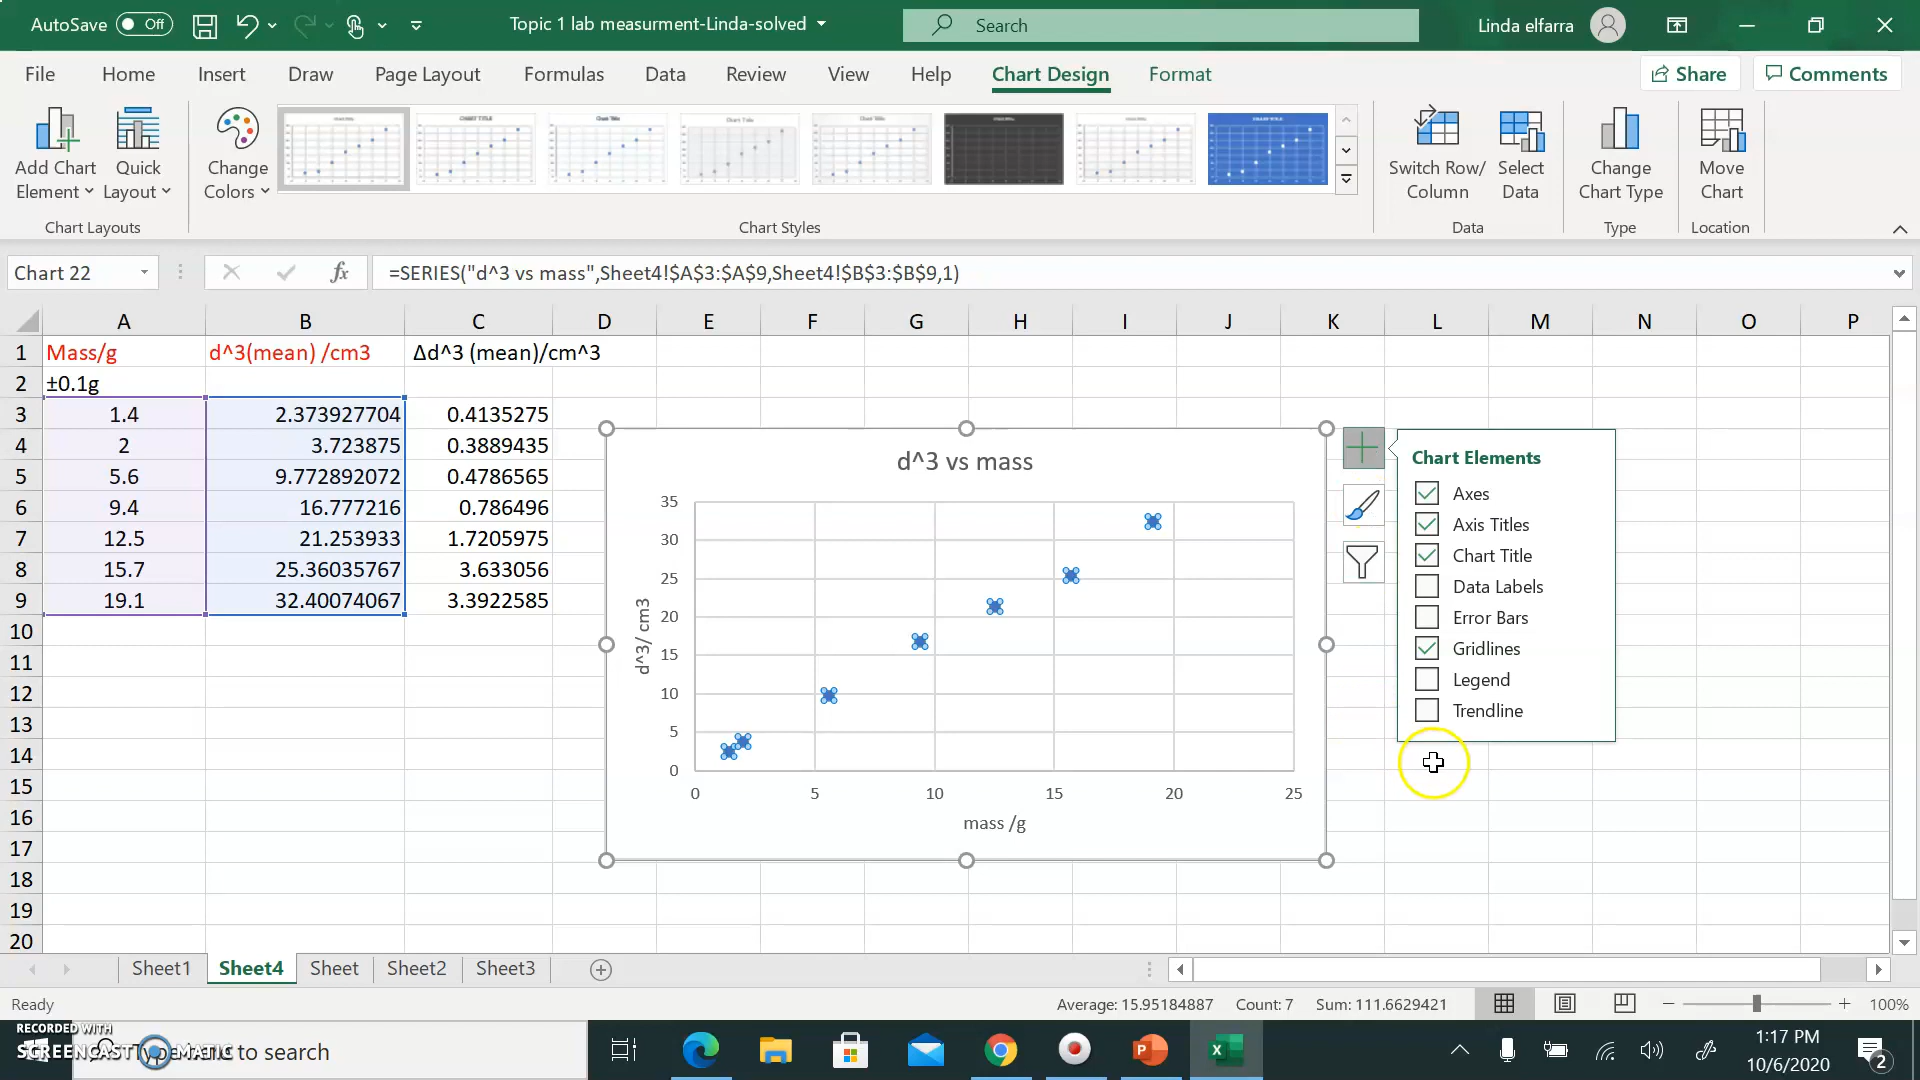 AutoSave Off Topic 1 lab measurment-Linda-solved Search Linda elfarra
File Home Insert Draw Page Layout Formulas Data Review View Help Chart Design Format Share Comments
Add Chart Element
Quick Layout
Change Colors
Switch Row/ Column
Select Data
Change Chart Type
Move Chart
Chart Layouts Chart Styles Data Type Location
Chart 22 fx =SERIES("d^3 vs mass",Sheet4!$A$3:$A$9,Sheet4!$B$3:$B$9,1)
A B C D E F G H I J K L M N O P
1 Mass/g d^3(mean) /cm3 Δd^3 (mean)/cm^3
2 ±0.1g
3 1.4 2.373927704 0.4135275
4 2 3.723875 0.3889435
5 5.6 9.772892072 0.4786565
6 9.4 16.777216 0.786496
7 12.5 21.253933 1.7205975
8 15.7 25.36035767 3.633056
9 19.1 32.40074067 3.3922585
10
11
12
13
14
15
16
17
18
19
20
d^3 vs mass
35
30
25
20
15
10
5
0
d^3/ cm3
0 5 10 15 20 25
mass /g
Chart Elements
Axes
Axis Titles
Chart Title
Data Labels
Error Bars
Gridlines
Legend
Trendline
Sheet1 Sheet4 Sheet Sheet2 Sheet3
Ready Average: 15.95184887 Count: 7 Sum: 111.6629421 100%
RECORDED WITH
SCREENCAST MATIC
Type here to search
1:17 PM
10/6/2020
2